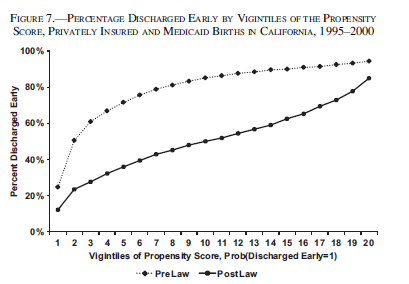 FIGURE 7.—PERCENTAGE DISCHARGED EARLY BY VIGINTILES OF THE PROPENSITY
SCORE, PRIVATELY INSURED AND MEDICAID BIRTHS IN CALIFORNIA, 1995–2000
100%
80%
60%
40%
20%
0%
Percent Discharged Early
1 2 3 4 5 6 7 8 9 10 11 12 13 14 15 16 17 18 19 20
Vigintiles of Propensity Score, Prob(Discharged Early=1)
PreLaw PostLaw